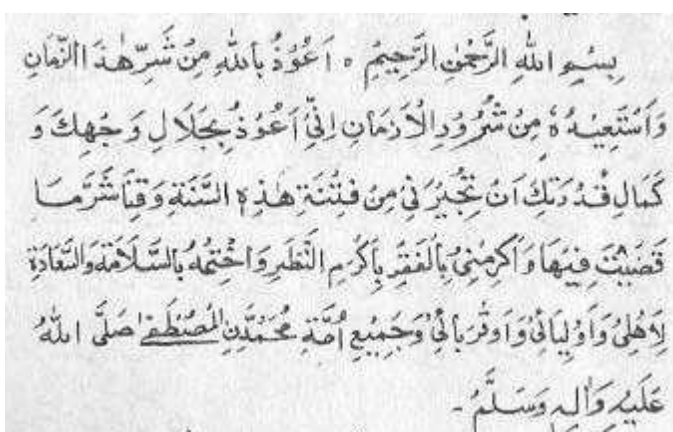 بِسْمِ اللهِ الرَّحْمٰنِ الرَّحِيْمِ ہ اَعُوْذُ بِاللهِ مِنْ شَرِّ هٰذَا الزَّمَانِ
وَاَسْتَعِيْذُهٗ مِنْ شُرُوْرِ الْاَزْمَانِ اِنِّيْ اَعُوْذُ بِجَلَالِ وَجْهِكَ وَ
كَمَالِ قُدْرَتِكَ اَنْ تُجْبِرَنِيْ مِنْ فِتْنَةِ هٰذِهِ السَّنَةِ وَقِنَا شَرَّمَا
قَضَيْتَ فِيْهَا وَاَكْرِمْنِيْ بِالْفَقْرِ بِاَكْرَمِ النَّظَرِ وَاخْتِمْهُ بِالسَّلَامَةِ وَالسَّعَادَةِ
لِاَهْلِيْ وَاَوْلِيَائِيْ وَاَقْرَبَائِيْ وَجَمِيْعِ اُمَّةِ مُحَمَّدِنِ الْمُصْطَفٰے صَلَّى اللهُ
عَلَيْهِ وَاٰلِهٖ وَسَلَّمْ ۔